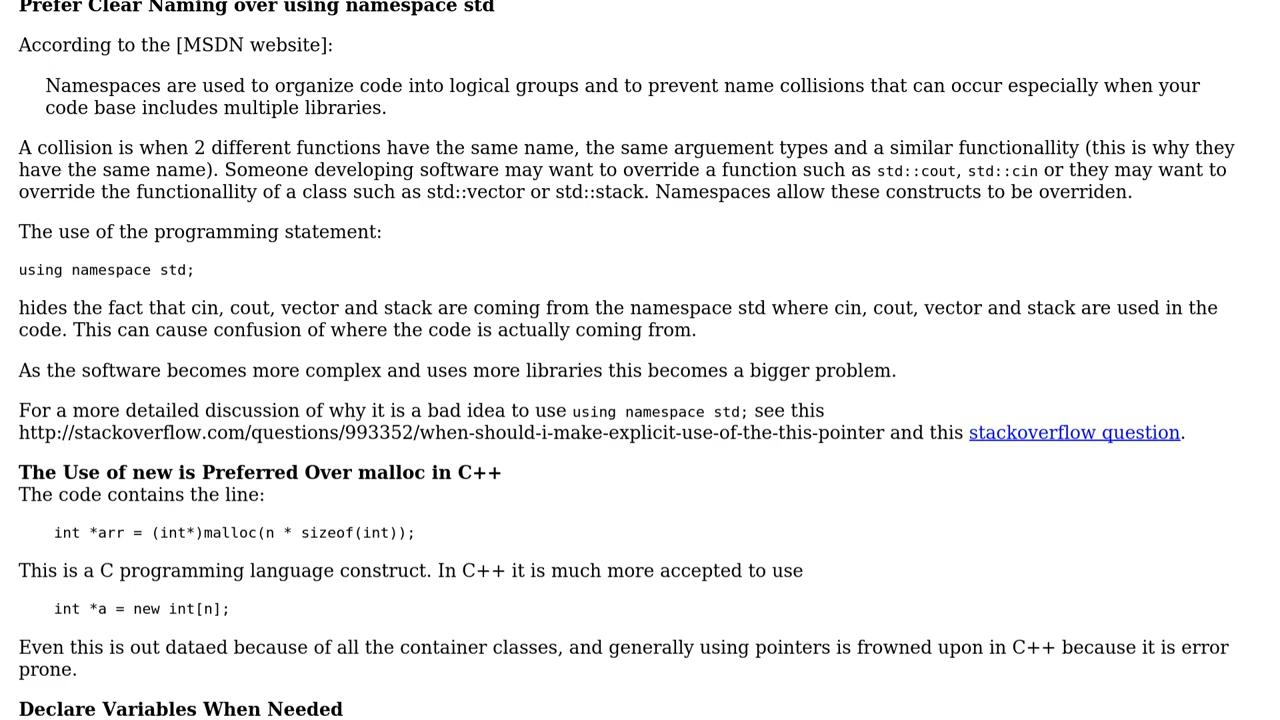 Prefer Clear Naming over using namespace std
According to the [MSDN website]:
Namespaces are used to organize code into logical groups and to prevent name collisions that can occur especially when your
code base includes multiple libraries.
A collision is when 2 different functions have the same name, the same arguement types and a similar functionallity (this is why they
have the same name). Someone developing software may want to override a function such as std::cout, std::cin or they may want to
override the functionallity of a class such as std::vector or std::stack. Namespaces allow these constructs to be overriden.
The use of the programming statement:
using namespace std;
hides the fact that cin, cout, vector and stack are coming from the namespace std where cin, cout, vector and stack are used in the
code. This can cause confusion of where the code is actually coming from.
As the software becomes more complex and uses more libraries this becomes a bigger problem.
For a more detailed discussion of why it is a bad idea to use using namespace std; see this
http://stackoverflow.com/questions/993352/when-should-i-make-explicit-use-of-the-this-pointer and this stackoverflow question.
The Use of new is Preferred Over malloc in C++
The code contains the line:
int *arr = (int*)malloc(n * sizeof(int));
This is a C programming language construct. In C++ it is much more accepted to use
int *a = new int[n];
Even this is out dataed because of all the container classes, and generally using pointers is frowned upon in C++ because it is error
prone.
Declare Variables When Needed